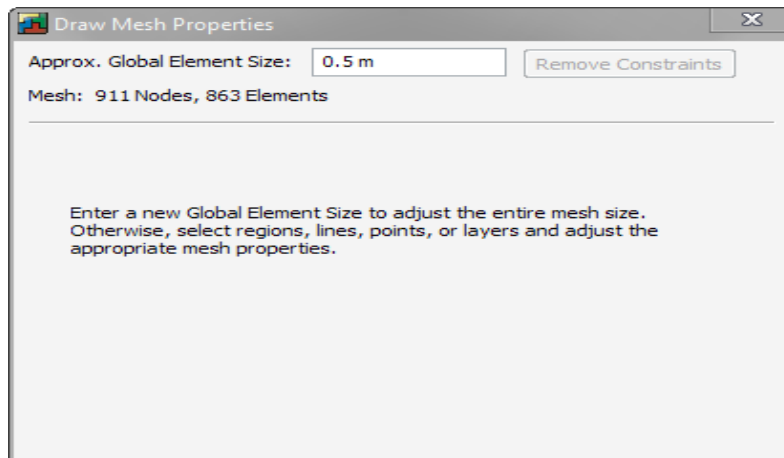 Draw Mesh Properties
Approx. Global Element Size: 0.5 m Remove Constraints
Mesh: 911 Nodes, 863 Elements
Enter a new Global Element Size to adjust the entire mesh size.
Otherwise, select regions, lines, points, or layers and adjust the
appropriate mesh properties.